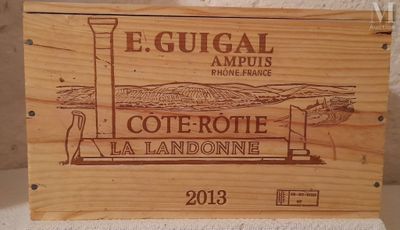 M
E. GUIGAL
AMPUIS
RHÔNE. FRANCE
CÔTE-RÔTIE
LA LANDONNE
2013